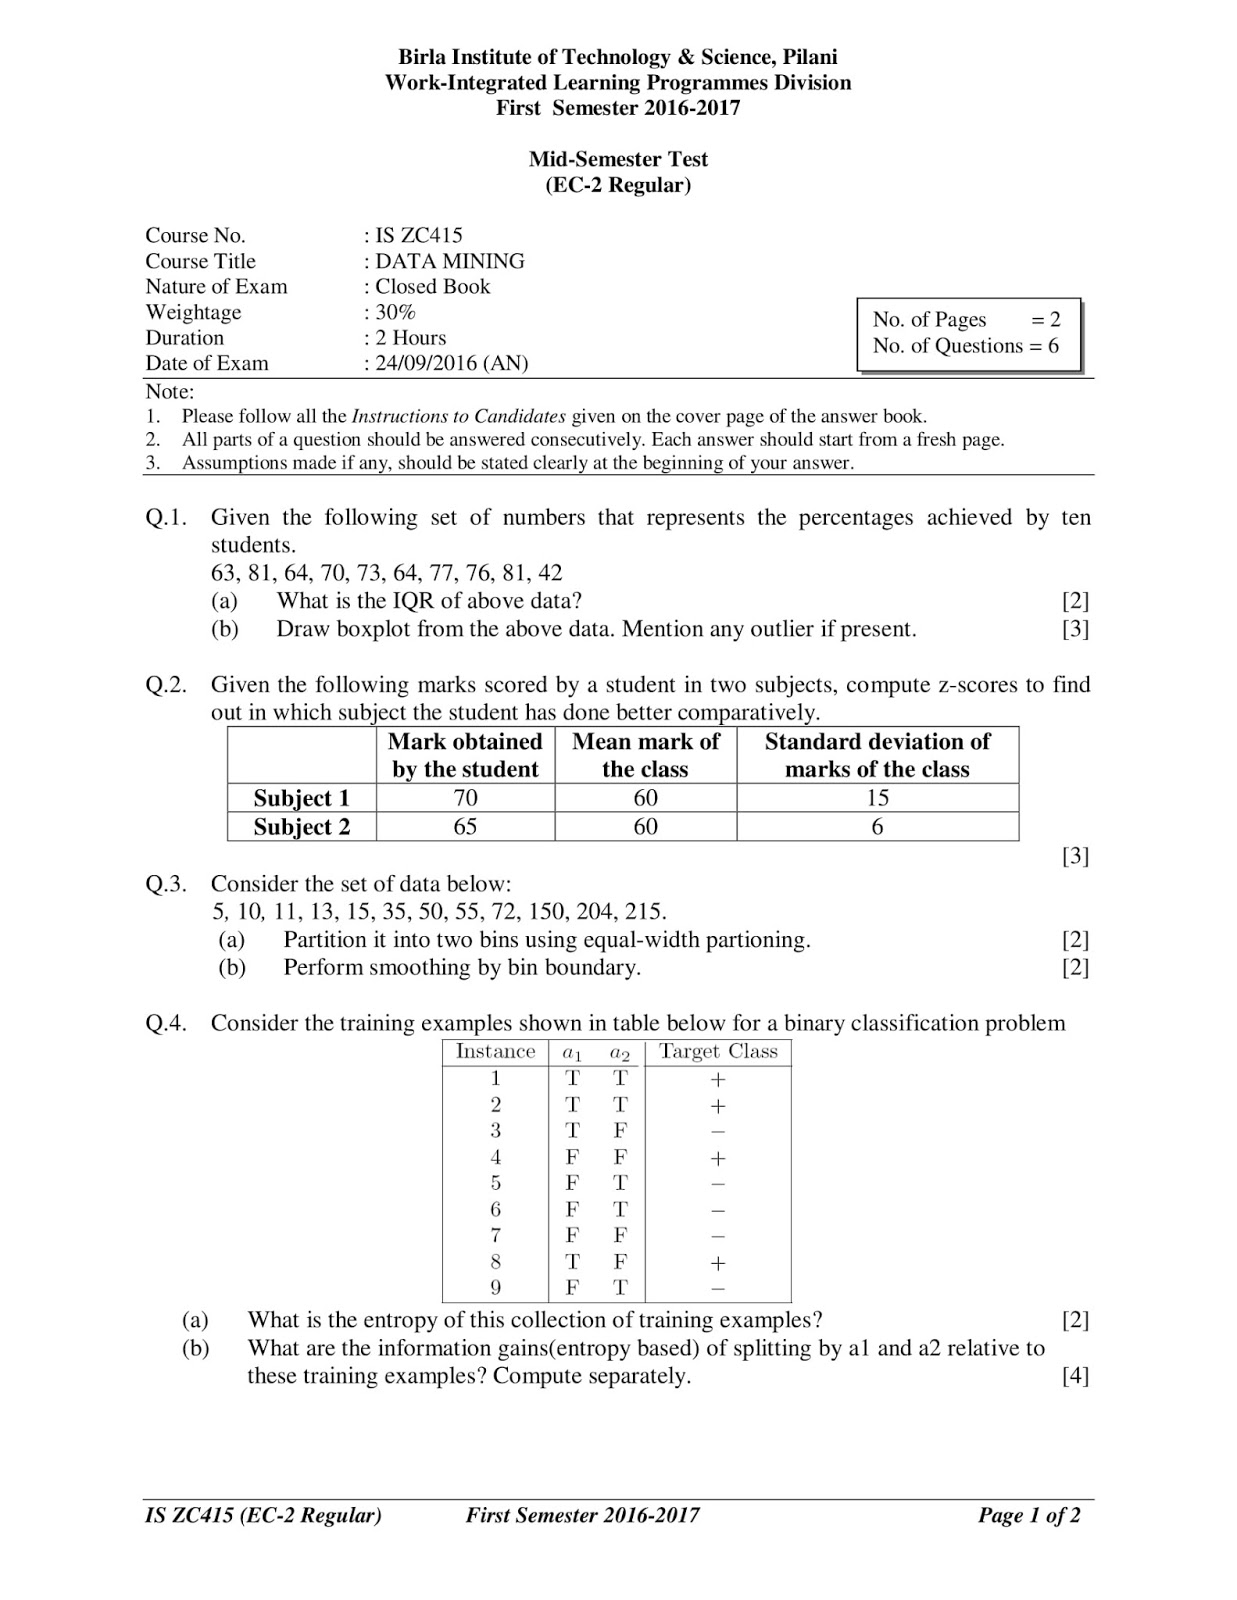 Birla Institute of Technology & Science, Pilani
Work-Integrated Learning Programmes Division
First Semester 2016-2017
Mid-Semester Test
(EC-2 Regular)
Course No. : IS ZC415
Course Title : DATA MINING
Nature of Exam : Closed Book
Weightage : 30%
Duration : 2 Hours
Date of Exam : 24/09/2016 (AN)
No. of Pages = 2
No. of Questions = 6
Note:
1. Please follow all the Instructions to Candidates given on the cover page of the answer book.
2. All parts of a question should be answered consecutively. Each answer should start from a fresh page.
3. Assumptions made if any, should be stated clearly at the beginning of your answer.
Q.1. Given the following set of numbers that represents the percentages achieved by ten
students.
63, 81, 64, 70, 73, 64, 77, 76, 81, 42
(a) What is the IQR of above data? [2]
(b) Draw boxplot from the above data. Mention any outlier if present. [3]
Q.2. Given the following marks scored by a student in two subjects, compute z-scores to find
out in which subject the student has done better comparatively.
Mark obtained Mean mark of Standard deviation of
by the student the class marks of the class
Subject 1 70 60 15
Subject 2 65 60 6
[3]
Q.3. Consider the set of data below:
5, 10, 11, 13, 15, 35, 50, 55, 72, 150, 204, 215.
(a) Partition it into two bins using equal-width partioning. [2]
(b) Perform smoothing by bin boundary. [2]
Q.4. Consider the training examples shown in table below for a binary classification problem
Instance a1 a2 Target Class
1 T T +
2 T T +
3 T F −
4 F F +
5 F T −
6 F T −
7 F F −
8 T F +
9 F T −
(a) What is the entropy of this collection of training examples? [2]
(b) What are the information gains(entropy based) of splitting by a1 and a2 relative to
these training examples? Compute separately. [4]
IS ZC415 (EC-2 Regular) First Semester 2016-2017 Page 1 of 2